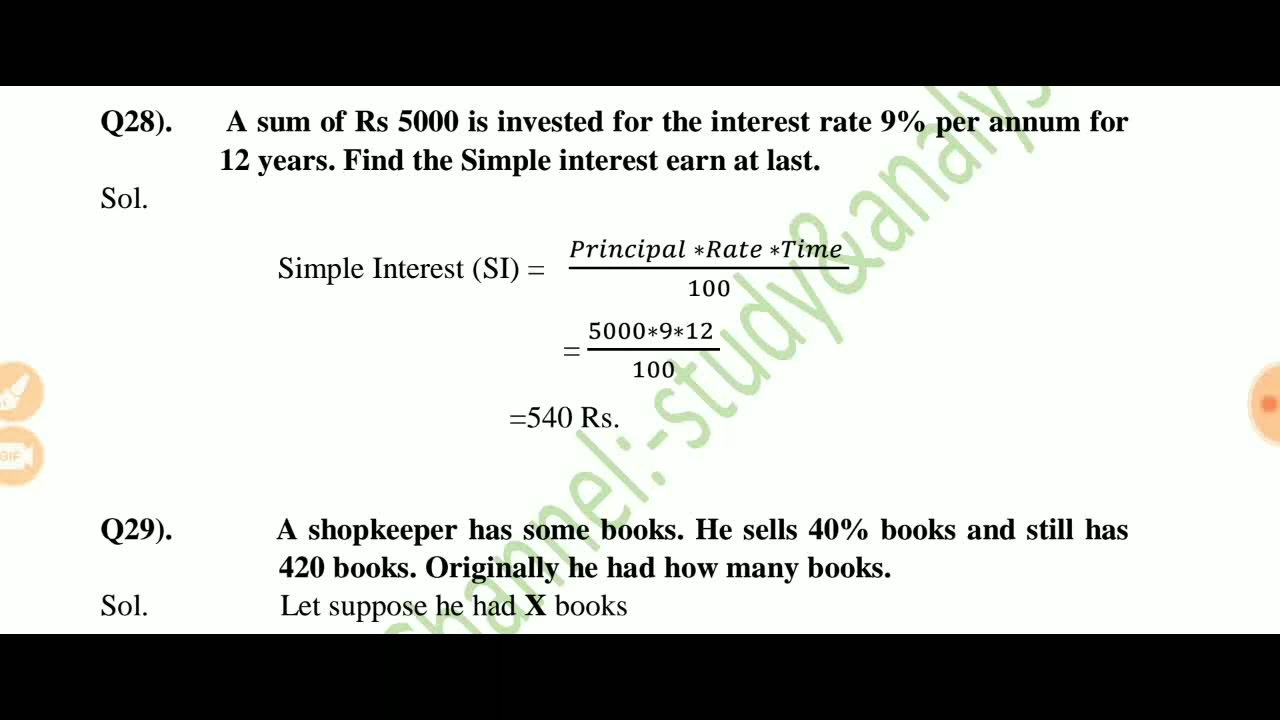 Q28). A sum of Rs 5000 is invested for the interest rate 9% per annum for
12 years. Find the Simple interest earn at last.
Sol.
Simple Interest (SI) = Principal *Rate *Time
100
= 5000*9*12
100
=540 Rs.
Channel:-study&analys
Q29). A shopkeeper has some books. He sells 40% books and still has
420 books. Originally he had how many books.
Sol. Let suppose he had X books
GIF